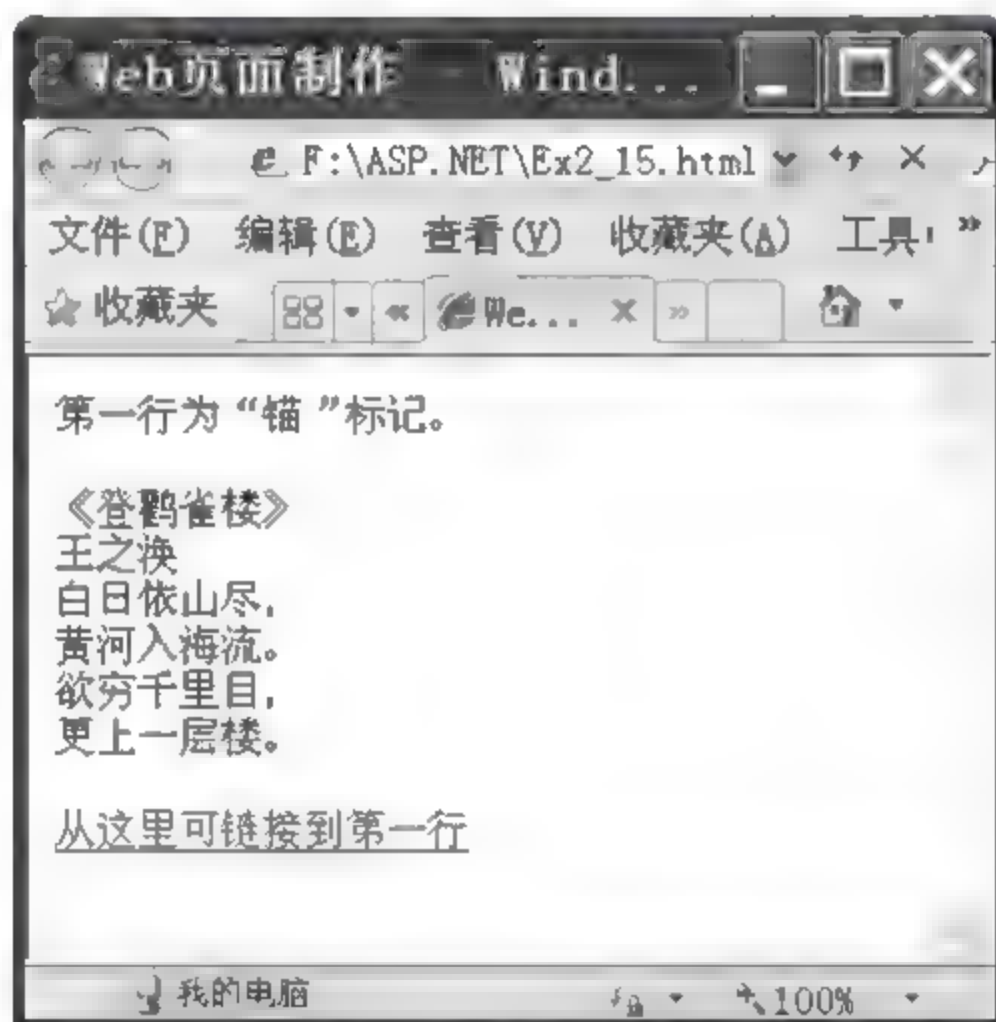 Web页面制作 - Wind...
F:\ASP.NET\Ex2_15.html
文件(F) 编辑(E) 查看(V) 收藏夹(A) 工具 »
收藏夹 We...
第一行为“锚 ”标记。
《登鹳雀楼》
王之涣
白日依山尽,
黄河入海流。
欲穷千里目,
更上一层楼。
从这里可链接到第一行
我的电脑 100%